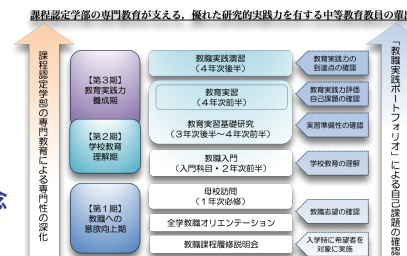 課程認定学部の専門教育が支える、優れた研究的実践力を有する中等教育教員の輩
課程認定学部の専門教育による専門性の深化
【第3期】
教育実践力
養成期
【第2期】
学校教育
理解期
【第1期】
教職への
意欲向上期
教職実践演習
（4年次後半）
教育実習
（4年次前半）
教育実習基礎研究
（3年次後半～4年次前半）
教職入門
（入門科目・2年次前半）
母校訪問
（1年次必修）
全学教職オリエンテーション
教職課程履修説明会
教育実践力の
到達点の確認
教育実践力評価
自己課題の確認
実習準備性の確認
学校教育の理解
教職志望の確認
入学時に希望者を
対象に実施
「教職実践ポートフォリオ」による自己課題の確認
念